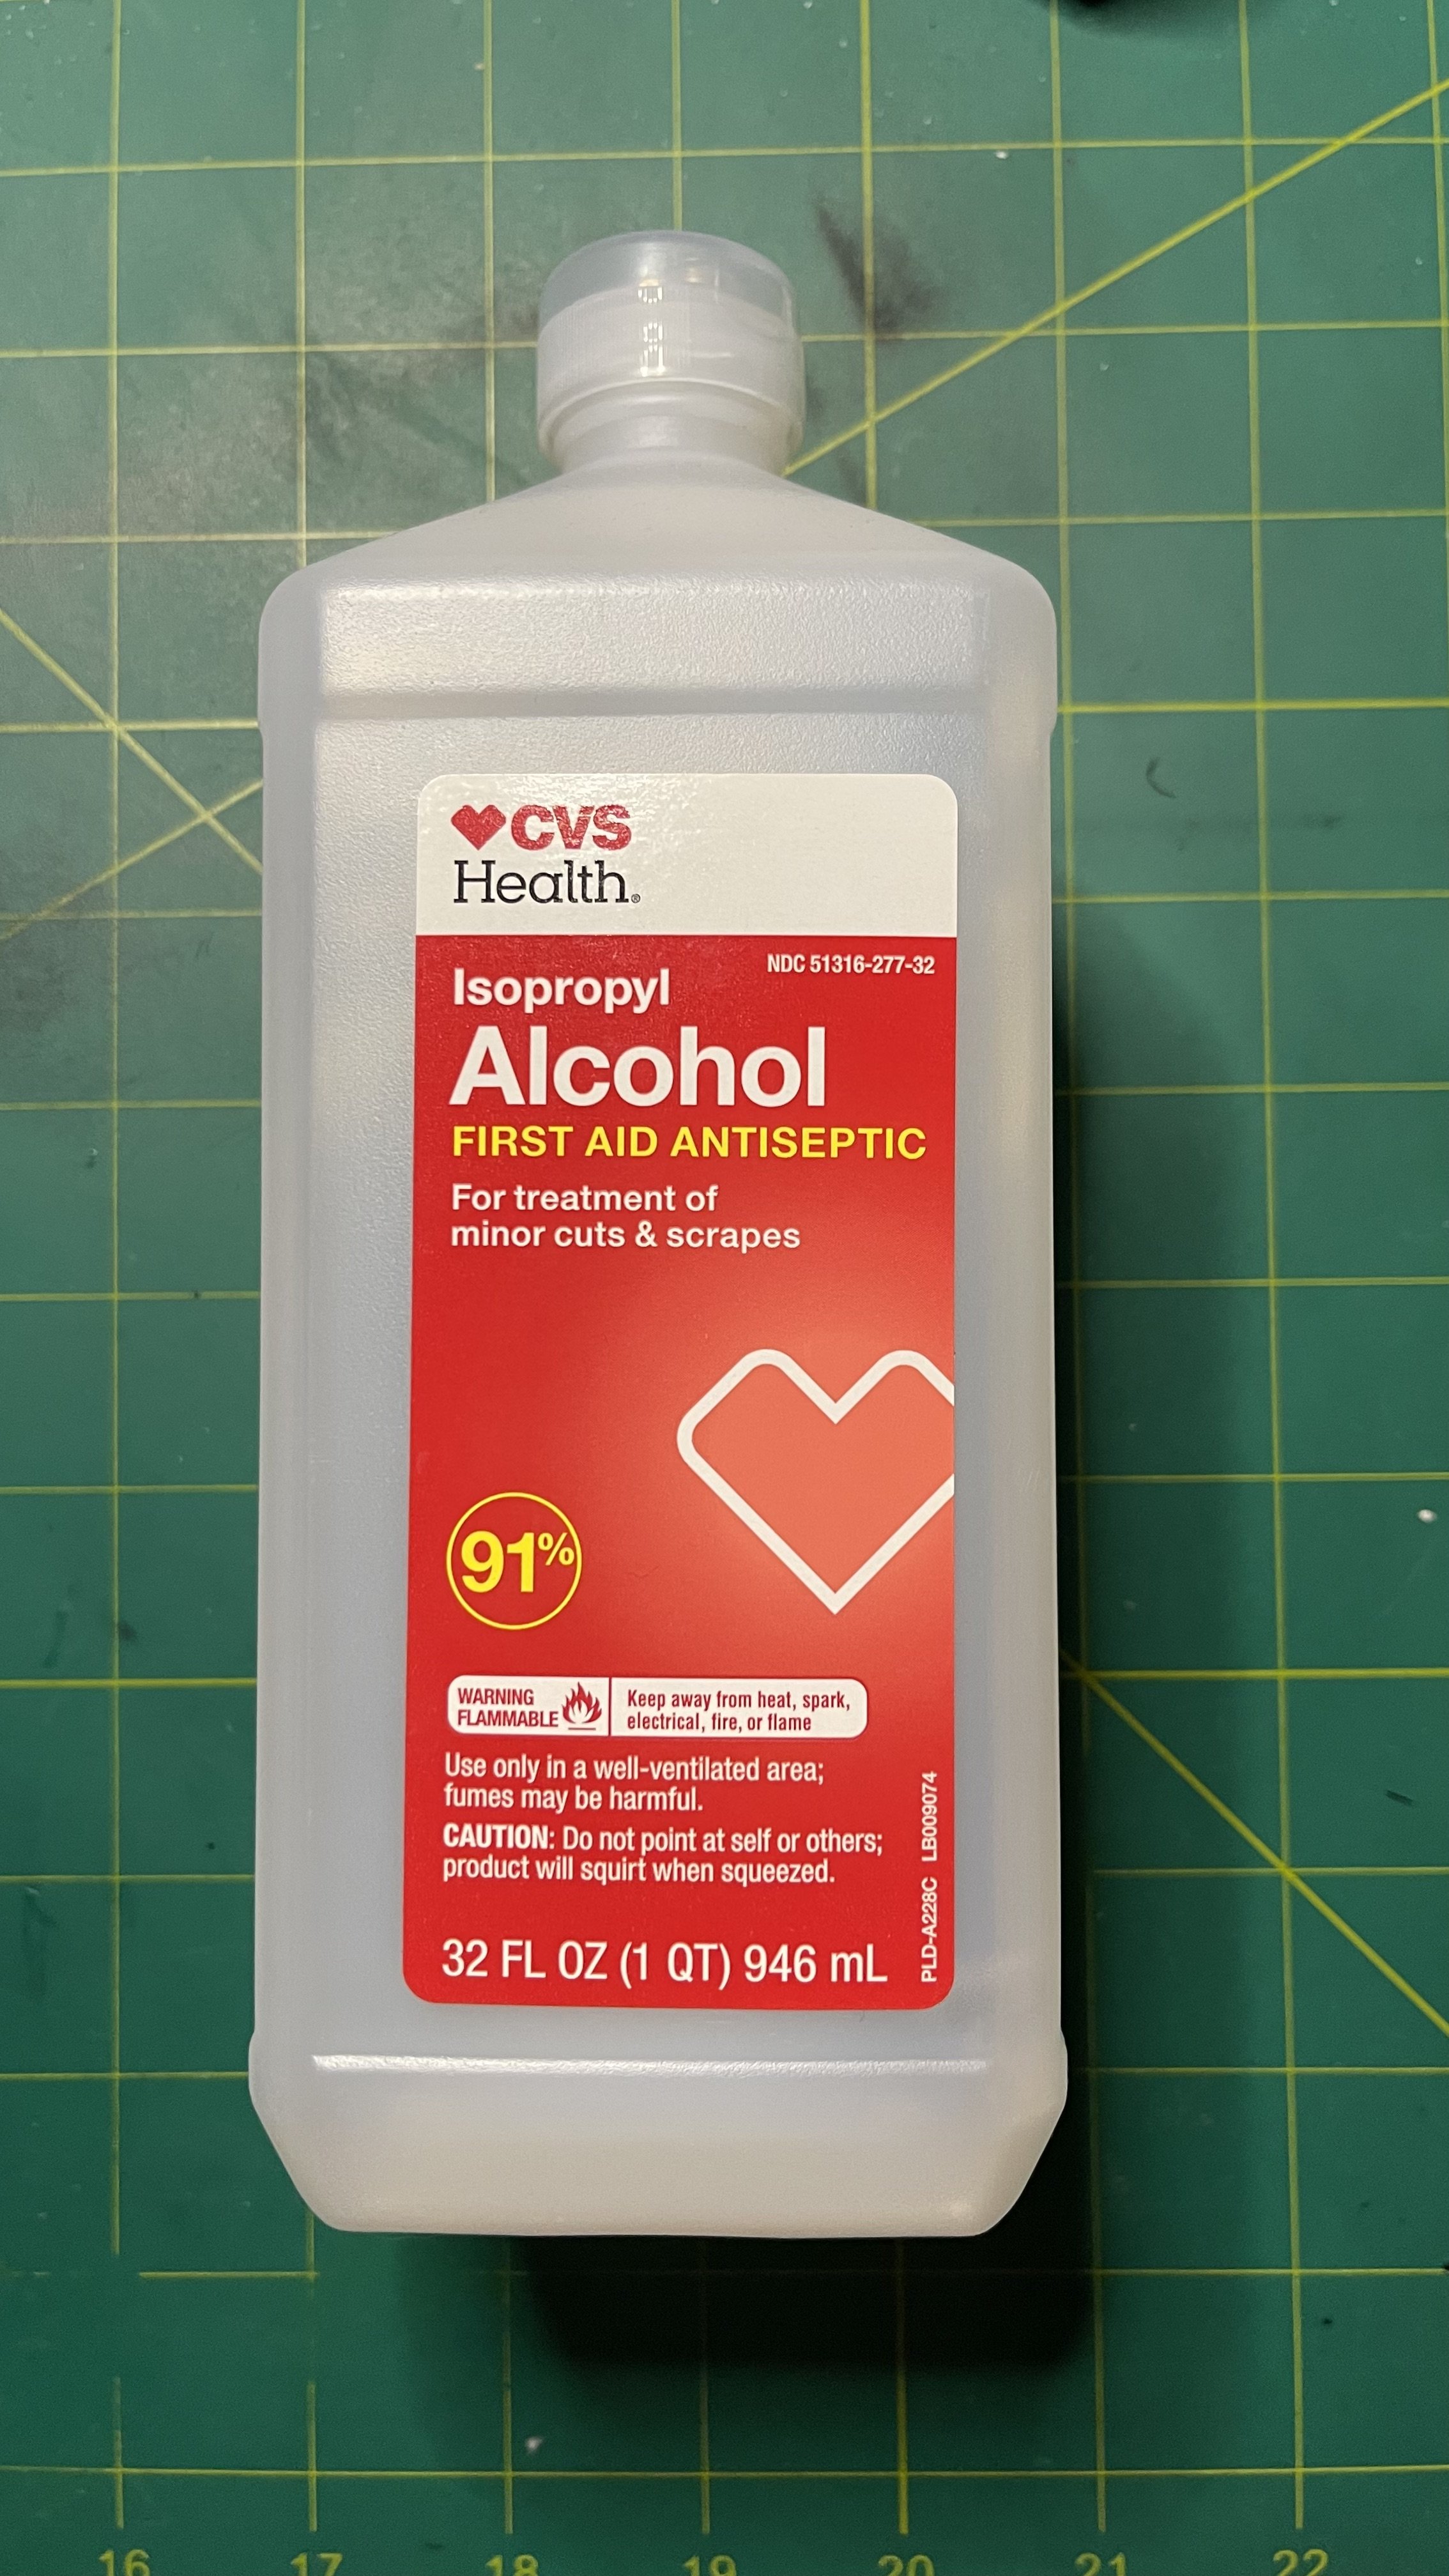 CVS
Health®
NDC 51316-277-32
Isopropyl
Alcohol
FIRST AID ANTISEPTIC
For treatment of
minor cuts & scrapes
91%
WARNING
FLAMMABLE
Keep away from heat, spark,
electrical, fire, or flame
Use only in a well-ventilated area;
fumes may be harmful.
CAUTION: Do not point at self or others;
product will squirt when squeezed.
32 FL OZ (1 QT) 946 mL
PLD-A228C LB009074
16 17 18 19 20 21 22